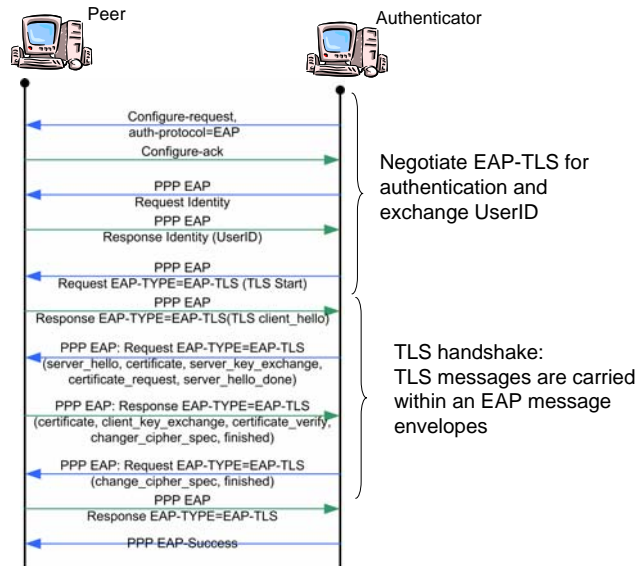 Peer
Authenticator
Configure-request,
auth-protocol=EAP
Configure-ack
PPP EAP
Request Identity
PPP EAP
Response Identity (UserID)
PPP EAP
Request EAP-TYPE=EAP-TLS (TLS Start)
Negotiate EAP-TLS for
authentication and
exchange UserID
PPP EAP
Response EAP-TYPE=EAP-TLS(TLS client_hello)
PPP EAP: Request EAP-TYPE=EAP-TLS
(server_hello, certificate, server_key_exchange,
certificate_request, server_hello_done)
PPP EAP: Response EAP-TYPE=EAP-TLS
(certificate, client_key_exchange, certificate_verify,
changer_cipher_spec, finished)
PPP EAP: Request EAP-TYPE=EAP-TLS
(change_cipher_spec, finished)
PPP EAP
Response EAP-TYPE=EAP-TLS
TLS handshake:
TLS messages are carried
within an EAP message
envelopes
PPP EAP-Success